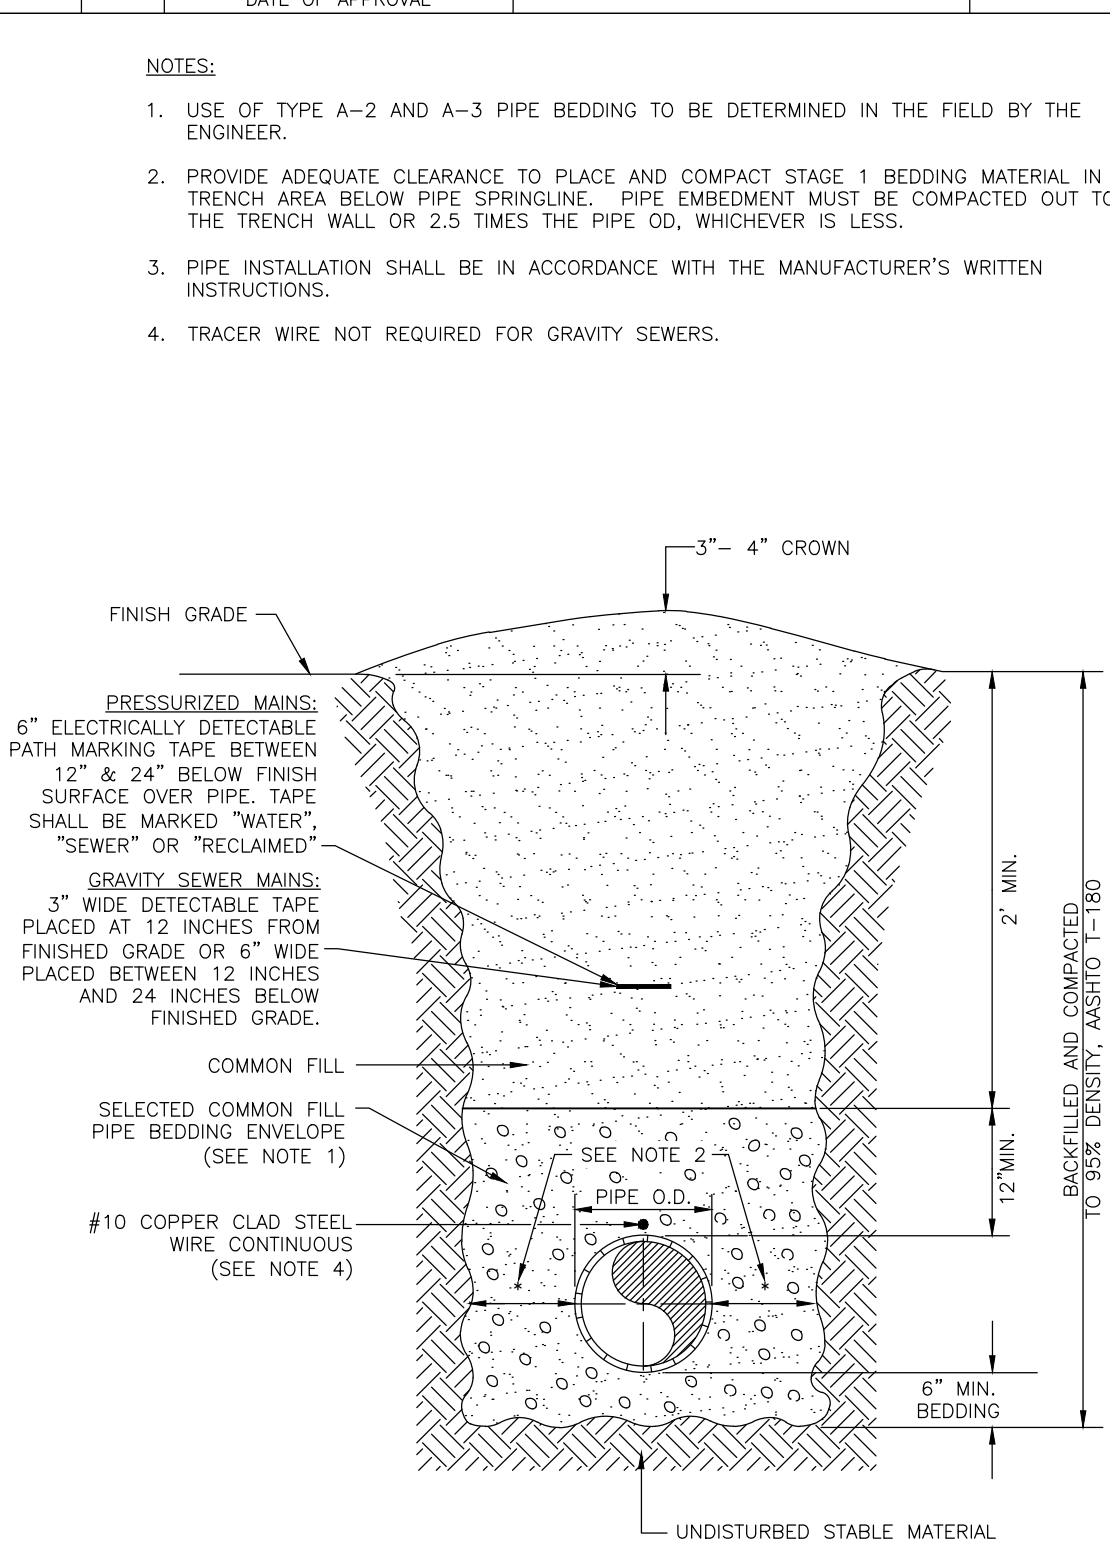 DATE OF APPROVAL
NOTES:
1. USE OF TYPE A-2 AND A-3 PIPE BEDDING TO BE DETERMINED IN THE FIELD BY THE
ENGINEER.
2. PROVIDE ADEQUATE CLEARANCE TO PLACE AND COMPACT STAGE 1 BEDDING MATERIAL IN
TRENCH AREA BELOW PIPE SPRINGLINE. PIPE EMBEDMENT MUST BE COMPACTED OUT TO
THE TRENCH WALL OR 2.5 TIMES THE PIPE OD, WHICHEVER IS LESS.
3. PIPE INSTALLATION SHALL BE IN ACCORDANCE WITH THE MANUFACTURER'S WRITTEN
INSTRUCTIONS.
4. TRACER WIRE NOT REQUIRED FOR GRAVITY SEWERS.
3"- 4" CROWN
FINISH GRADE
PRESSURIZED MAINS:
6" ELECTRICALLY DETECTABLE
PATH MARKING TAPE BETWEEN
12" & 24" BELOW FINISH
SURFACE OVER PIPE. TAPE
SHALL BE MARKED "WATER",
"SEWER" OR "RECLAIMED"
GRAVITY SEWER MAINS:
3" WIDE DETECTABLE TAPE
PLACED AT 12 INCHES FROM
FINISHED GRADE OR 6" WIDE
PLACED BETWEEN 12 INCHES
AND 24 INCHES BELOW
FINISHED GRADE.
COMMON FILL
SELECTED COMMON FILL
PIPE BEDDING ENVELOPE
(SEE NOTE 1)
#10 COPPER CLAD STEEL
WIRE CONTINUOUS
(SEE NOTE 4)
SEE NOTE 2
PIPE O.D.
*
*
2' MIN.
12"MIN.
BACKFILLED AND COMPACTED
TO 95% DENSITY, AASHTO T-180
6" MIN.
BEDDING
UNDISTURBED STABLE MATERIAL